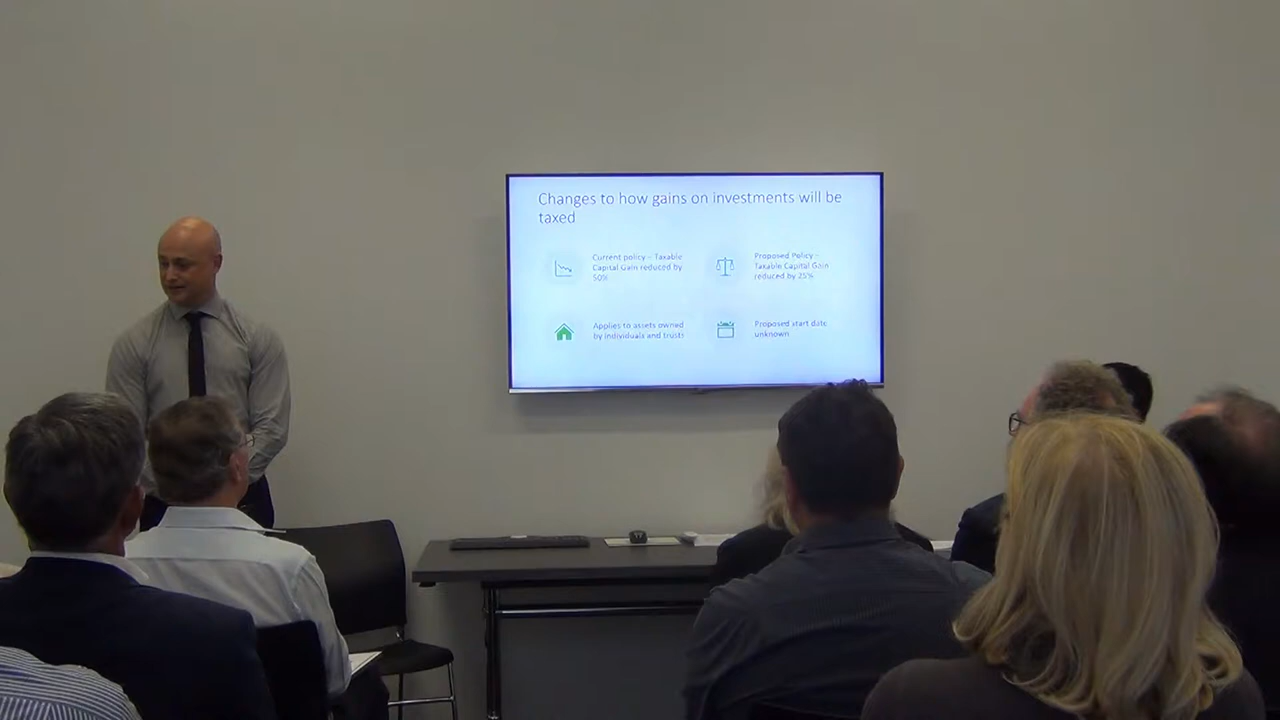 Changes to how gains on investments will be
taxed
Current policy – Taxable
Capital Gain reduced by
50%
Proposed Policy –
Taxable Capital Gain
reduced by 25%
Applies to assets owned
by individuals and trusts
Proposed start date
unknown